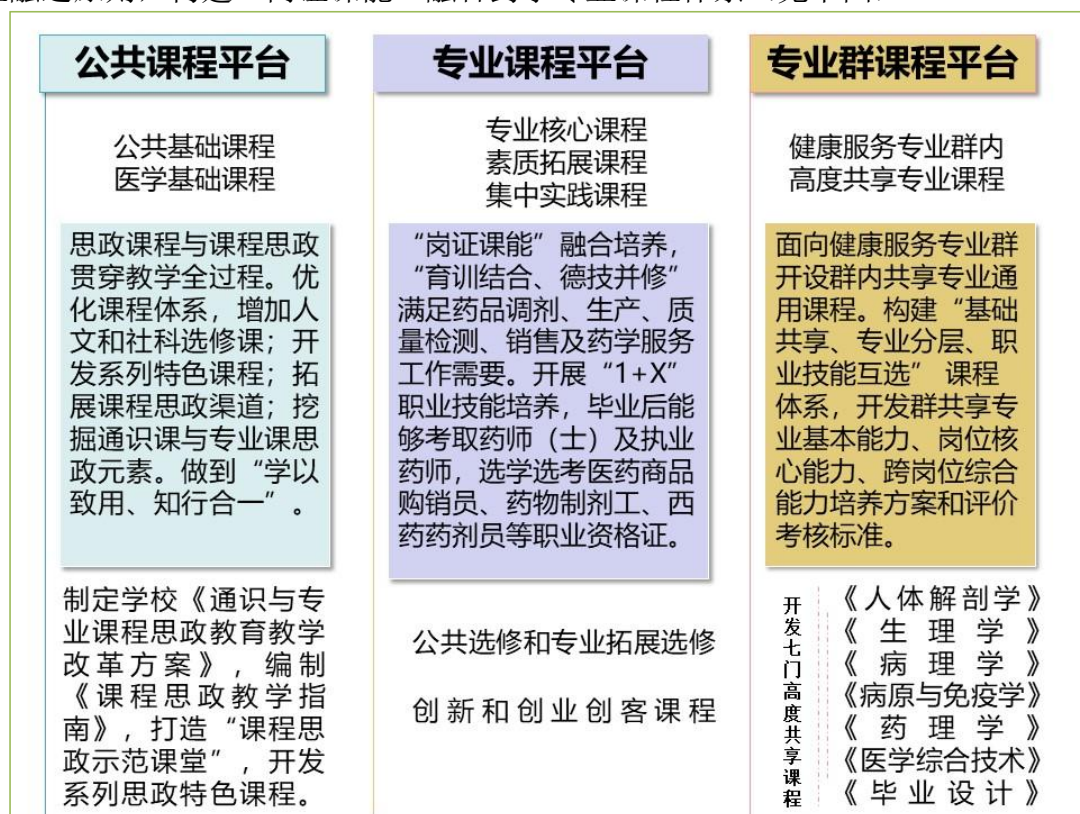 公共课程平台
公共基础课程
医学基础课程
思政课程与课程思政
贯穿教学全过程。优
化课程体系，增加人
文和社科选修课；开
发系列特色课程；拓
展课程思政渠道；挖
掘通识课与专业课思
政元素。做到“学以
致用、知行合一”。
制定学校《通识与专
业课程思政教育教学
改革方案》，编制
《课程思政教学指
南》，打造“课程思
政示范课堂”，开发
系列思政特色课程。
专业课程平台
专业核心课程
素质拓展课程
集中实践课程
“岗证课能”融合培养，
“育训结合、德技并修”
满足药品调剂、生产、质
量检测、销售及药学服务
工作需要。开展“1+X”
职业技能培养，毕业后能
够考取药师（士）及执业
药师，选学选考医药商品
购销员、药物制剂工、西
药药剂员等职业资格证。
公共选修和专业拓展选修
创新和创业创客课程
专业群课程平台
健康服务专业群内
高度共享专业课程
面向健康服务专业群
开设群内共享专业通
用课程。构建“基础
共享、专业分层、职
业技能互选” 课程
体系，开发群共享专
业基本能力、岗位核
心能力、跨岗位综合
能力培养方案和评价
考核标准。
开发七门高度共享课程
《人体解剖学》
《生理学》
《病理学》
《病原与免疫学》
《药理学》
《医学综合技术》
《毕业设计》